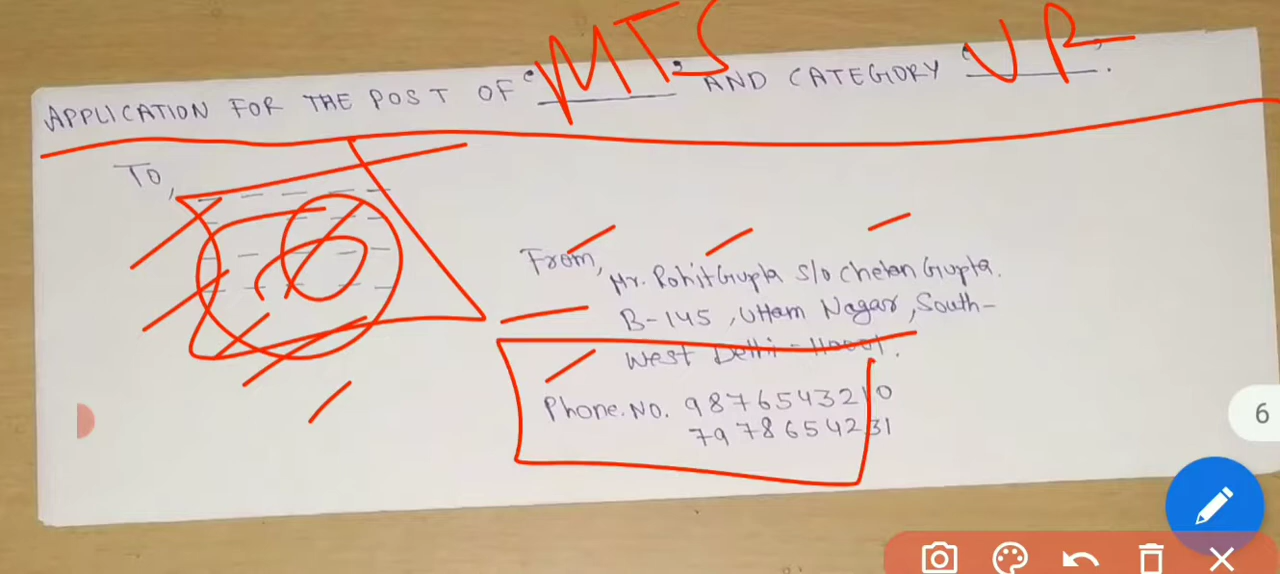 APPLICATION FOR THE POST OF "MTS" AND CATEGORY "UR".
To,
From,
Mr. Rohit Gupta S/o Chetan Gupta.
B-145, Uttam Nagar, South-
West Delhi-
Phone.No. 9876543210
7978654231
6